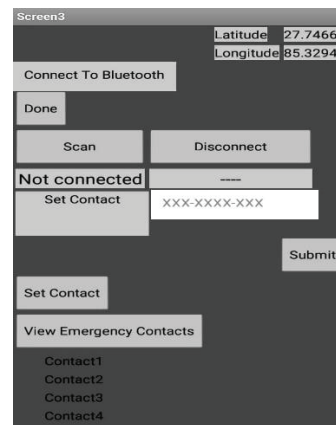 Screen3
Latitude 27.7466
Longitude 85.3294
Connect To Bluetooth
Done
Scan Disconnect
Not connected ----
Set Contact XXX-XXXX-XXX
Submit
Set Contact
View Emergency Contacts
Contact1
Contact2
Contact3
Contact4